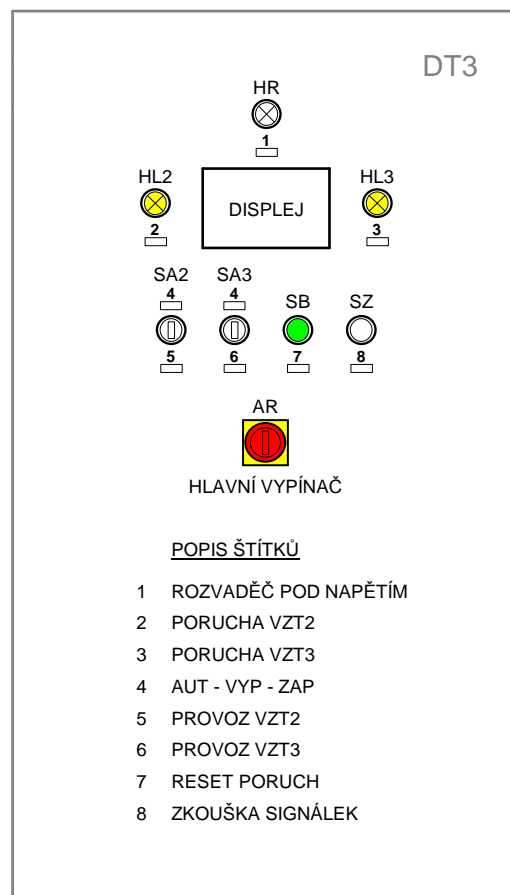 DT3
HR
1
HL2
HL3
DISPLEJ
2
3
SA2 SA3
4 4
SB SZ
5 6 7 8
AR
HLAVNÍ VYPÍNAČ
POPIS ŠTÍTKŮ
1 ROZVADĚČ POD NAPĚTÍM
2 PORUCHA VZT2
3 PORUCHA VZT3
4 AUT - VYP - ZAP
5 PROVOZ VZT2
6 PROVOZ VZT3
7 RESET PORUCH
8 ZKOUŠKA SIGNÁLEK